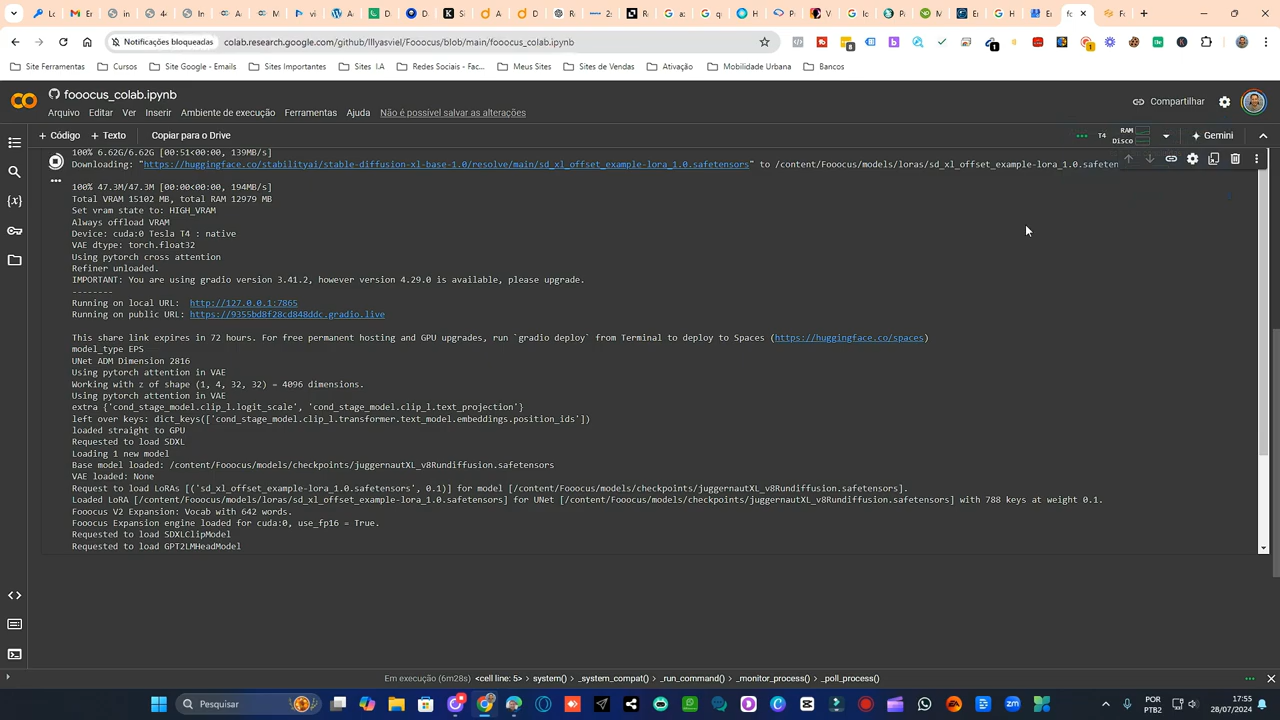 Notificações bloqueadas
colab.research.google.com/github/lllyasviel/Fooocus/blob/main/fooocus_colab.ipynb
Site Ferramentas
Cursos
Site Google - Emails
Sites Importantes
Sites I.A
Redes Sociais - Fac...
Meus Sites
Sites de Vendas
Ativação
Mobilidade Urbana
Bancos
fooocus_colab.ipynb
Arquivo Editar Ver Inserir Ambiente de execução Ferramentas Ajuda Não é possível salvar as alterações
Compartilhar
+ Código + Texto Copiar para o Drive
T4 RAM
Disco
Gemini
100% 6.62G/6.62G [00:51<00:00, 139MB/s]
Downloading: "https://huggingface.co/stabilityai/stable-diffusion-xl-base-1.0/resolve/main/sd_xl_offset_example-lora_1.0.safetensors" to /content/Fooocus/models/loras/sd_xl_offset_example-lora_1.0.safeten
100% 47.3M/47.3M [00:00<00:00, 194MB/s]
Total VRAM 15102 MB, total RAM 12979 MB
Set vram state to: HIGH_VRAM
Always offload VRAM
Device: cuda:0 Tesla T4 : native
VAE dtype: torch.float32
Using pytorch cross attention
Refiner unloaded.
IMPORTANT: You are using gradio version 3.41.2, however version 4.29.0 is available, please upgrade.
--------
Running on local URL: http://127.0.0.1:7865
Running on public URL: https://9355bd8f28cd848ddc.gradio.live
This share link expires in 72 hours. For free permanent hosting and GPU upgrades, run `gradio deploy` from Terminal to deploy to Spaces (https://huggingface.co/spaces)
model_type EPS
UNet ADM Dimension 2816
Using pytorch attention in VAE
Working with z of shape (1, 4, 32, 32) = 4096 dimensions.
Using pytorch attention in VAE
extra {'cond_stage_model.clip_l.logit_scale', 'cond_stage_model.clip_l.text_projection'}
left over keys: dict_keys(['cond_stage_model.clip_l.transformer.text_model.embeddings.position_ids'])
loaded straight to GPU
Requested to load SDXL
Loading 1 new model
Base model loaded: /content/Fooocus/models/checkpoints/juggernautXL_v8Rundiffusion.safetensors
VAE loaded: None
Request to load LoRAs [('sd_xl_offset_example-lora_1.0.safetensors', 0.1)] for model [/content/Fooocus/models/checkpoints/juggernautXL_v8Rundiffusion.safetensors].
Loaded LoRA [/content/Fooocus/models/loras/sd_xl_offset_example-lora_1.0.safetensors] for UNet [/content/Fooocus/models/checkpoints/juggernautXL_v8Rundiffusion.safetensors] with 788 keys at weight 0.1.
Fooocus V2 Expansion: Vocab with 642 words.
Fooocus Expansion engine loaded for cuda:0, use_fp16 = True.
Requested to load SDXLClipModel
Requested to load GPT2LMHeadModel
Em execução (6m28s) <cell line: 5> > system() > _system_compat() > _run_command() > _monitor_process() > _poll_process()
Pesquisar
POR
PTB2
17:55
28/07/2024